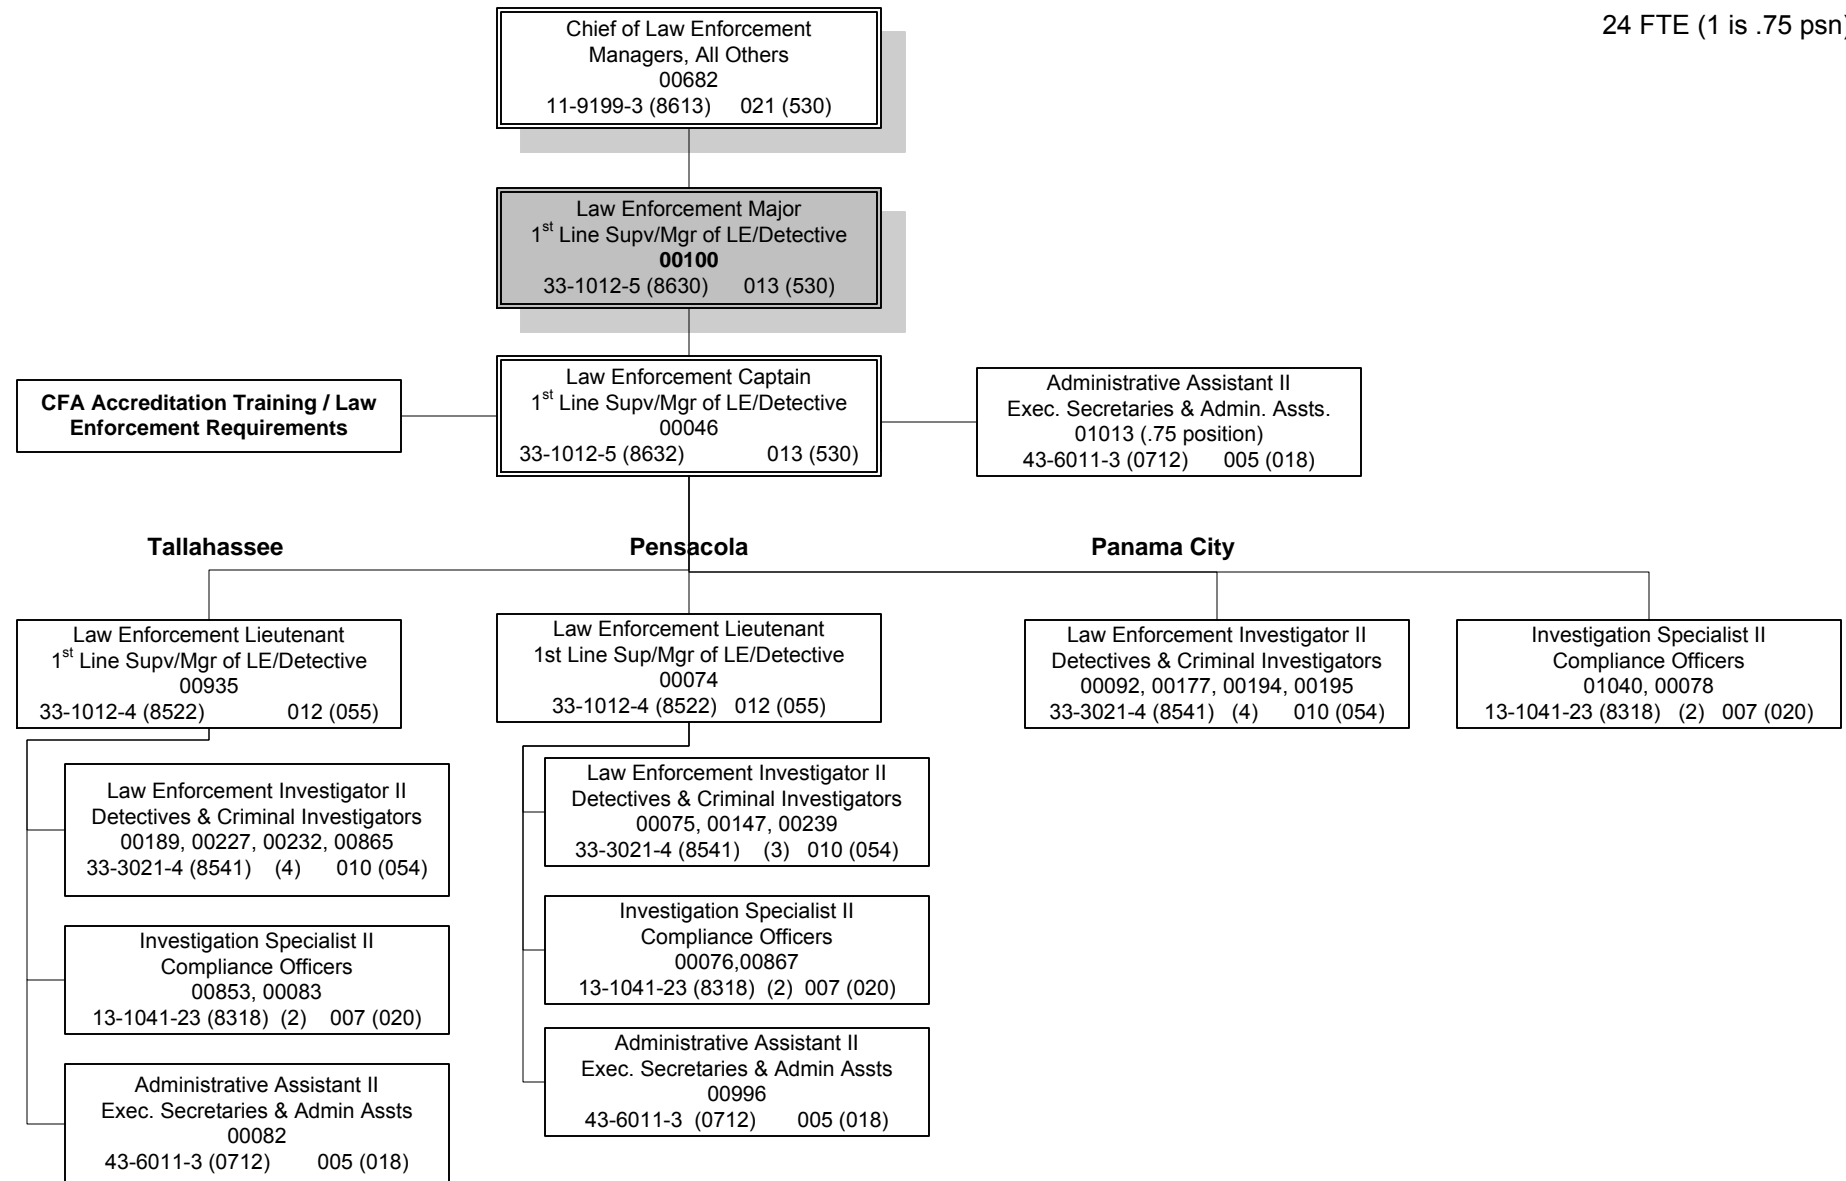 24 FTE (1 is .75 psn)
Chief of Law Enforcement
Managers, All Others
00682
11-9199-3 (8613) 021 (530)
Law Enforcement Major
1st Line Supv/Mgr of LE/Detective
00100
33-1012-5 (8630) 013 (530)
CFA Accreditation Training / Law
Enforcement Requirements
Law Enforcement Captain
1st Line Supv/Mgr of LE/Detective
00046
33-1012-5 (8632) 013 (530)
Administrative Assistant II
Exec. Secretaries & Admin. Assts.
01013 (.75 position)
43-6011-3 (0712) 005 (018)
Tallahassee
Pensacola
Panama City
Law Enforcement Lieutenant
1st Line Supv/Mgr of LE/Detective
00935
33-1012-4 (8522) 012 (055)
Law Enforcement Lieutenant
1st Line Sup/Mgr of LE/Detective
00074
33-1012-4 (8522) 012 (055)
Law Enforcement Investigator II
Detectives & Criminal Investigators
00092, 00177, 00194, 00195
33-3021-4 (8541) (4) 010 (054)
Investigation Specialist II
Compliance Officers
01040, 00078
13-1041-23 (8318) (2) 007 (020)
Law Enforcement Investigator II
Detectives & Criminal Investigators
00189, 00227, 00232, 00865
33-3021-4 (8541) (4) 010 (054)
Investigation Specialist II
Compliance Officers
00853, 00083
13-1041-23 (8318) (2) 007 (020)
Administrative Assistant II
Exec. Secretaries & Admin Assts
00082
43-6011-3 (0712) 005 (018)
Law Enforcement Investigator II
Detectives & Criminal Investigators
00075, 00147, 00239
33-3021-4 (8541) (3) 010 (054)
Investigation Specialist II
Compliance Officers
00076,00867
13-1041-23 (8318) (2) 007 (020)
Administrative Assistant II
Exec. Secretaries & Admin Assts
00996
43-6011-3 (0712) 005 (018)